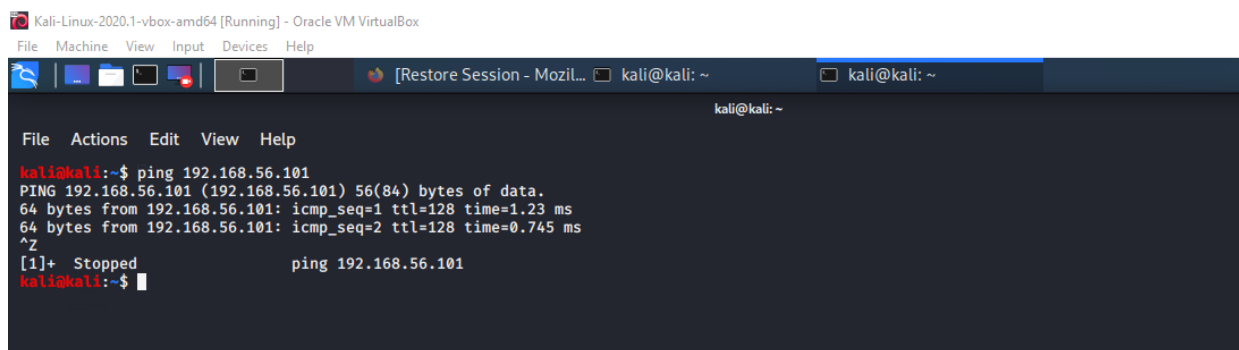 Kali-Linux-2020.1-vbox-amd64 [Running] - Oracle VM VirtualBox
File Machine View Input Devices Help
[Restore Session - Mozil... kali@kali: ~ kali@kali: ~
kali@kali: ~
File Actions Edit View Help
kali@kali:~$ ping 192.168.56.101
PING 192.168.56.101 (192.168.56.101) 56(84) bytes of data.
64 bytes from 192.168.56.101: icmp_seq=1 ttl=128 time=1.23 ms
64 bytes from 192.168.56.101: icmp_seq=2 ttl=128 time=0.745 ms
^Z
[1]+  Stopped                 ping 192.168.56.101
kali@kali:~$